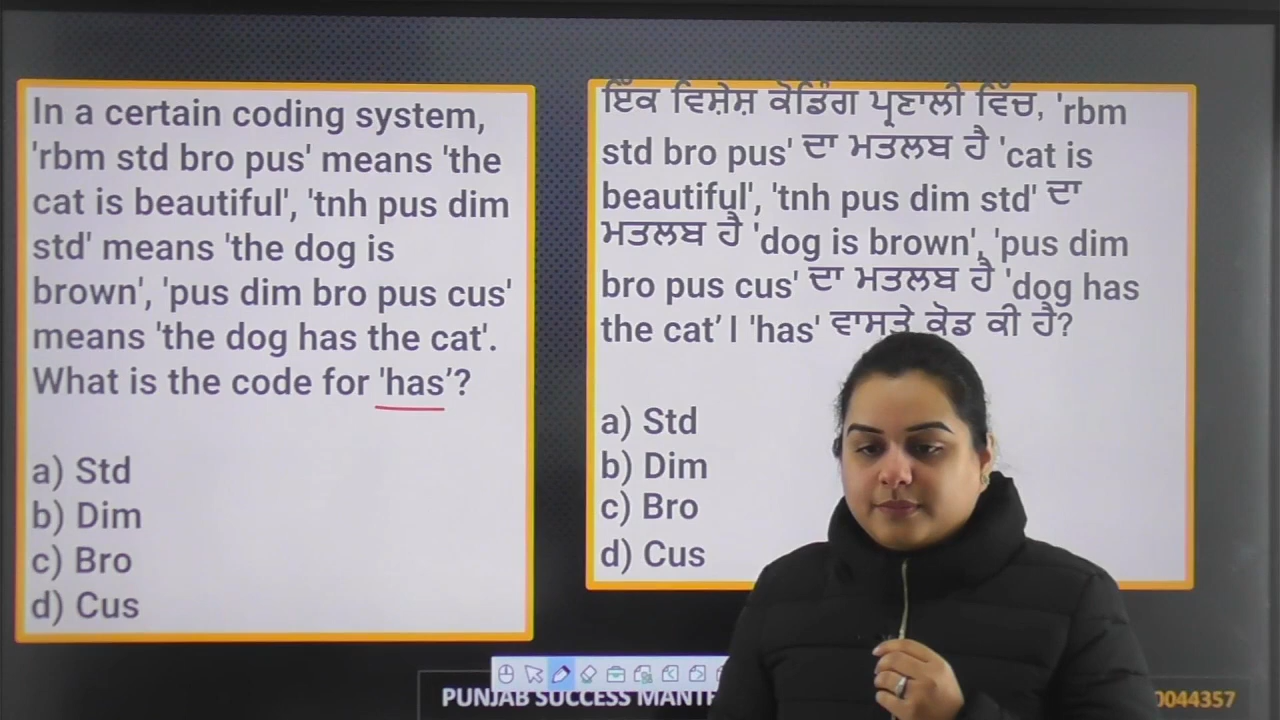 In a certain coding system,
'rbm std bro pus' means 'the
cat is beautiful', 'tnh pus dim
std' means 'the dog is
brown', 'pus dim bro pus cus'
means 'the dog has the cat'.
What is the code for 'has'?
a) Std
b) Dim
c) Bro
d) Cus
ਇੱਕ ਵਿਸ਼ੇਸ਼ ਕੋਡਿੰਗ ਪ੍ਰਣਾਲੀ ਵਿੱਚ, 'rbm
std bro pus' ਦਾ ਮਤਲਬ ਹੈ 'cat is
beautiful', 'tnh pus dim std' ਦਾ
ਮਤਲਬ ਹੈ 'dog is brown', 'pus dim
bro pus cus' ਦਾ ਮਤਲਬ ਹੈ 'dog has
the cat' l 'has' ਵਾਸਤੇ ਕੋਡ ਕੀ ਹੈ?
a) Std
b) Dim
c) Bro
d) Cus
PUNJAB SUCCESS
0044357